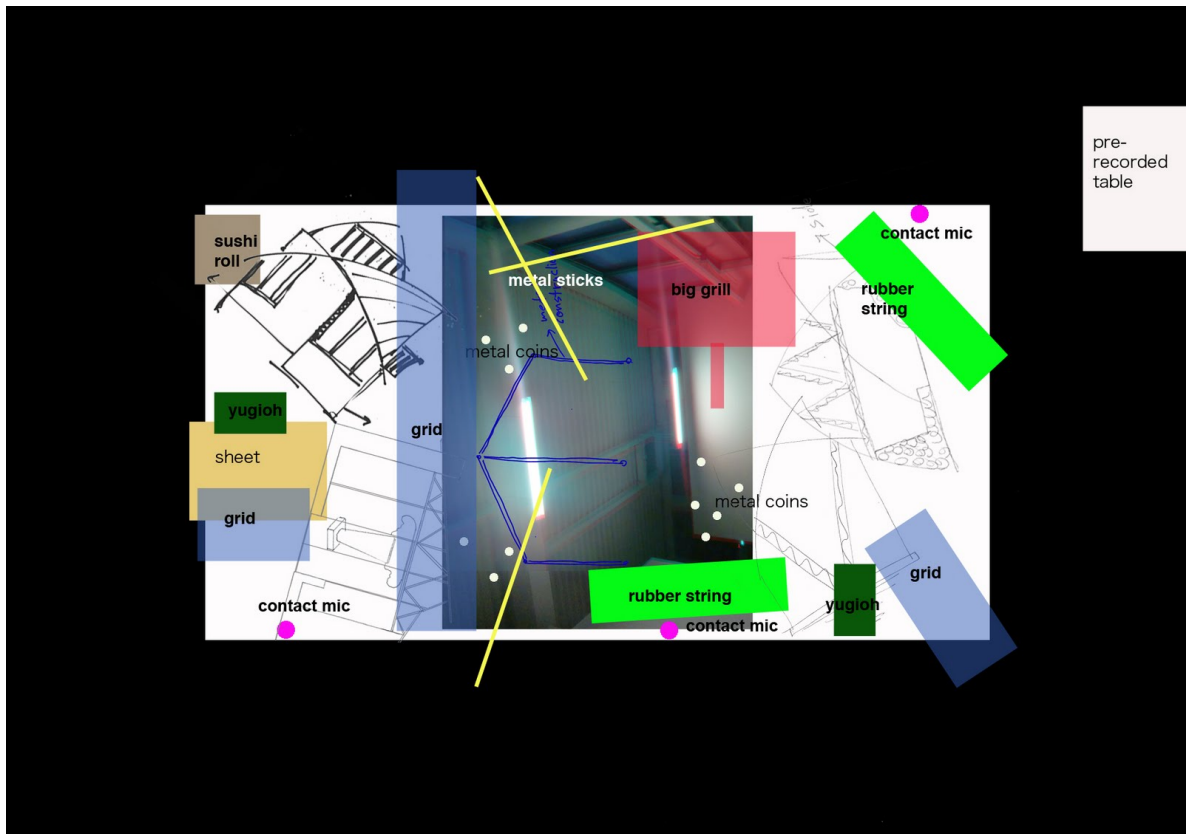 pre-
recorded
table
contact mic
sushi
roll
metal sticks
big grill
rubber
string
metal coins
yugioh
grid
sheet
metal coins
grid
grid
rubber string
contact mic
yugioh
contact mic